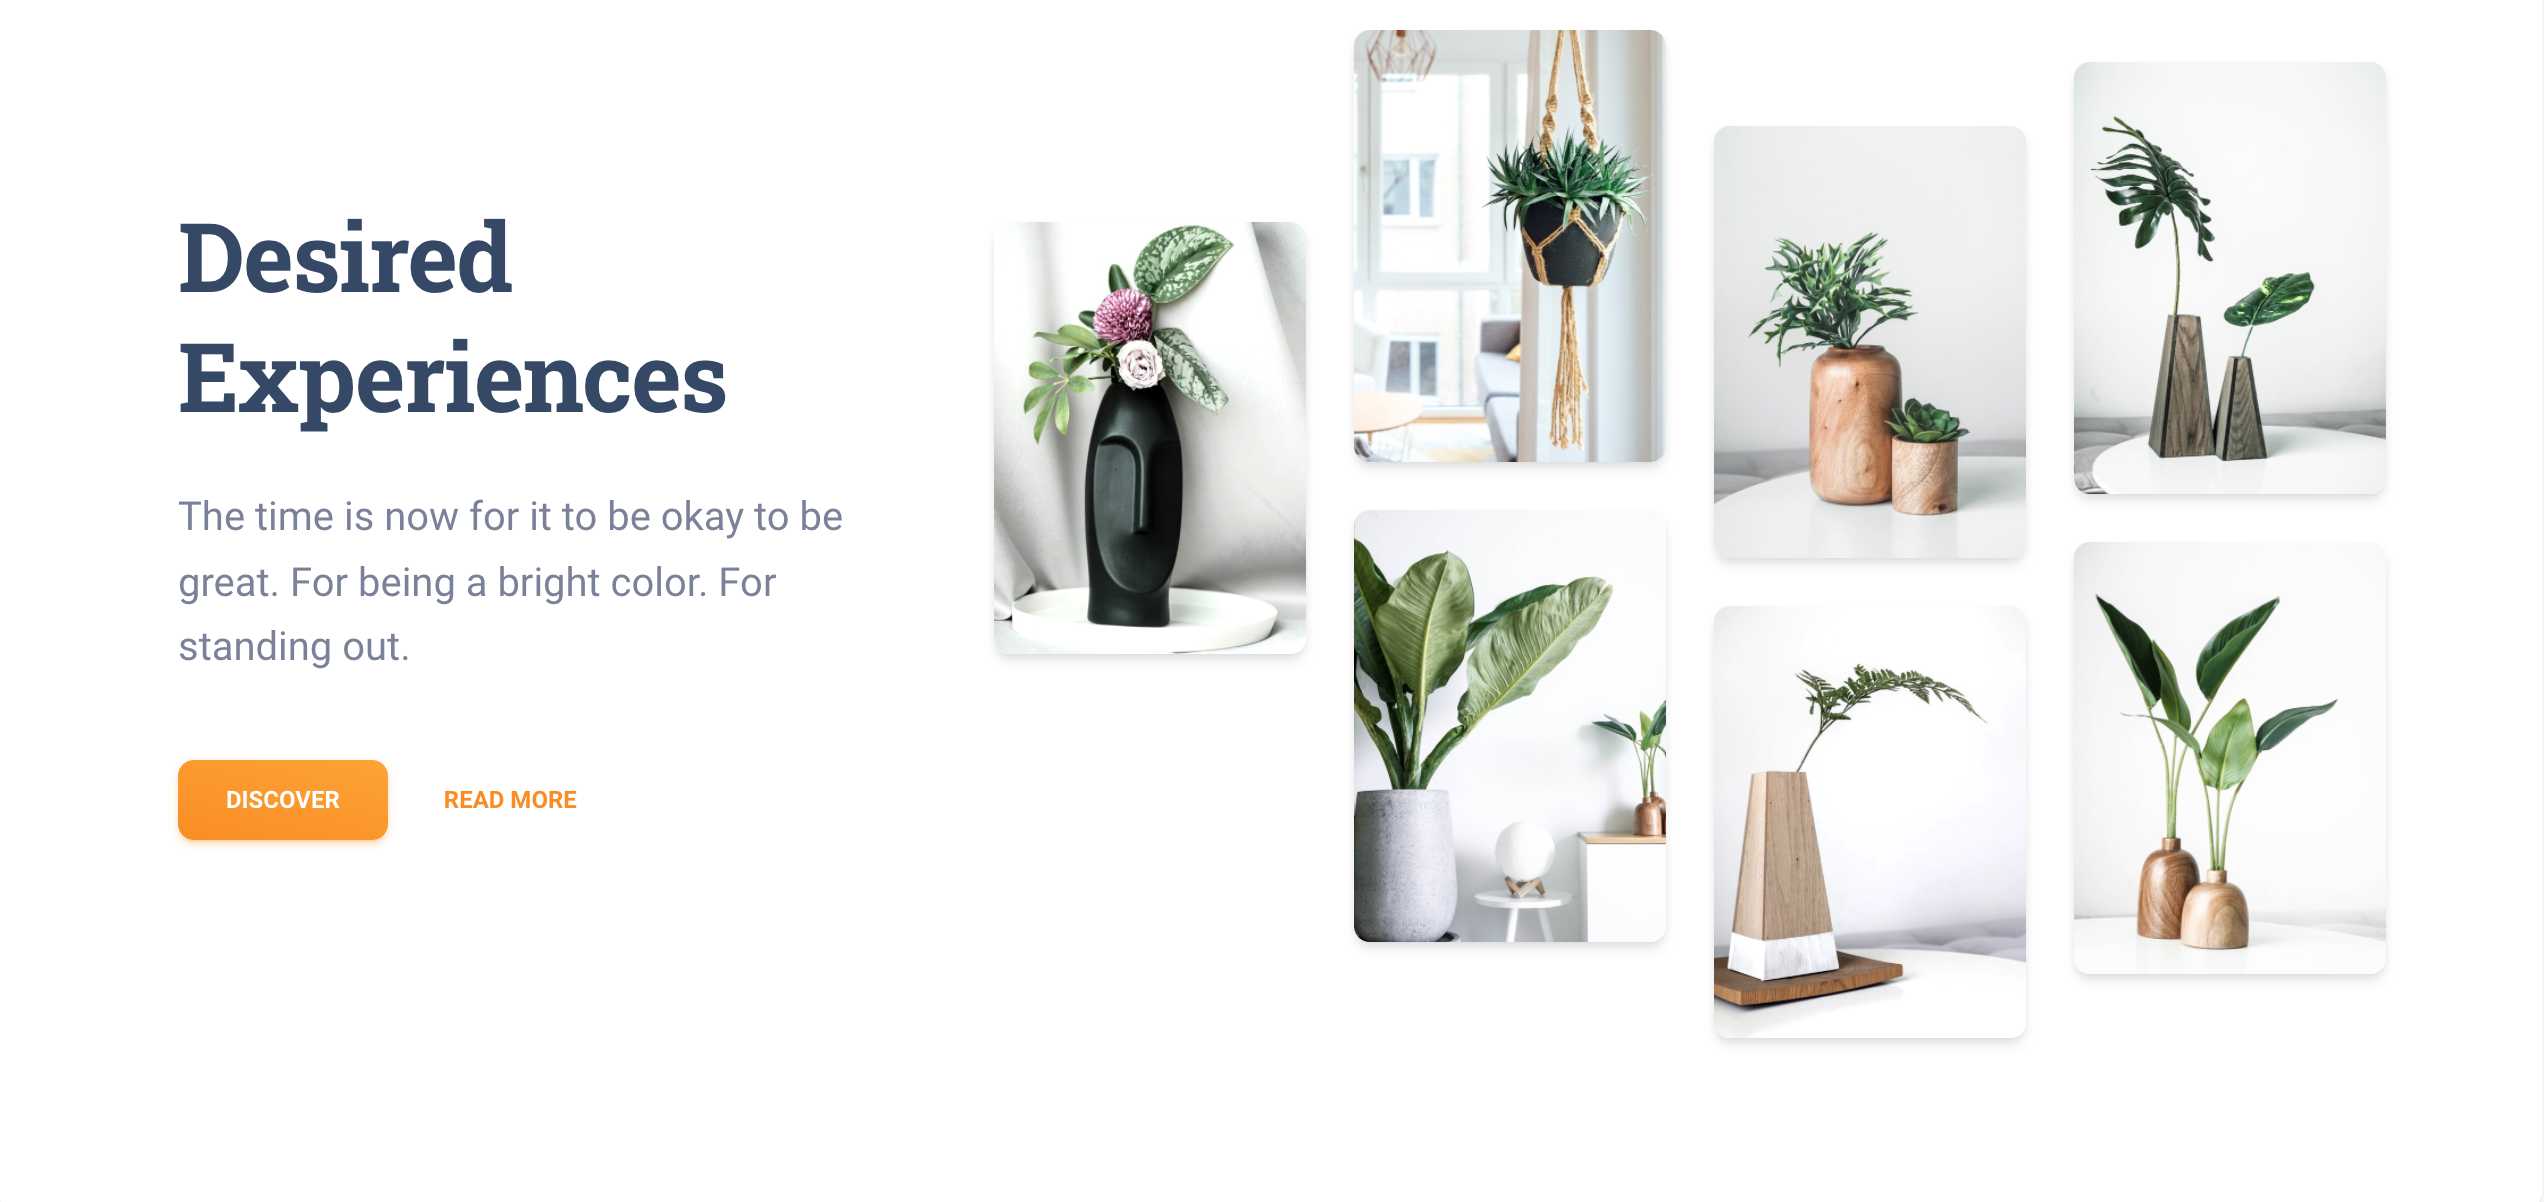 Desired
Experiences
The time is now for it to be okay to be
great. For being a bright color. For
standing out.
DISCOVER
READ MORE